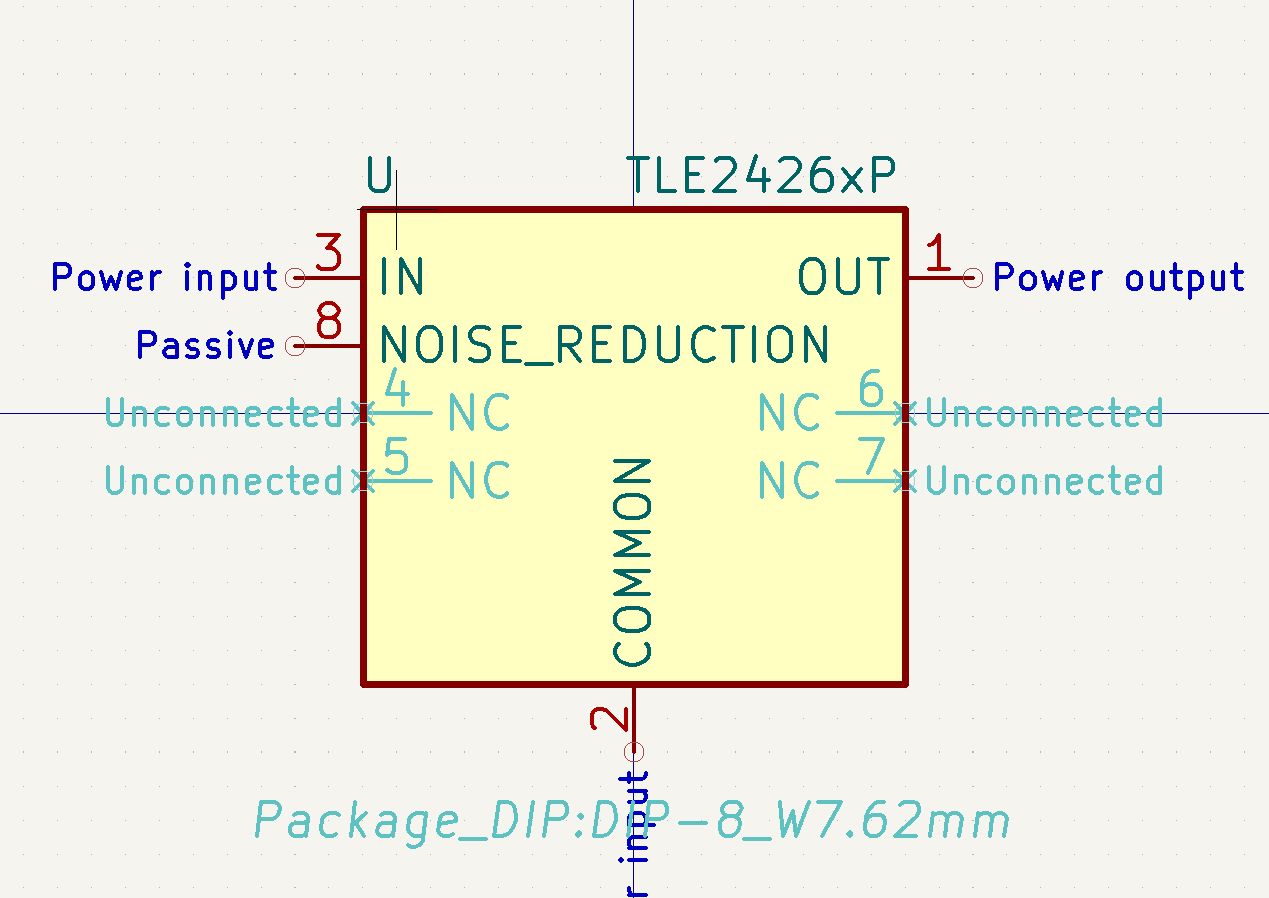 U TLE2426xP
Power input 3 IN OUT 1 Power output
Passive 8 NOISE_REDUCTION
Unconnected 4 NC NC 6 Unconnected
Unconnected 5 NC NC 7 Unconnected
COMMON
2
Package_DIP:DIP-8_W7.62mm
input